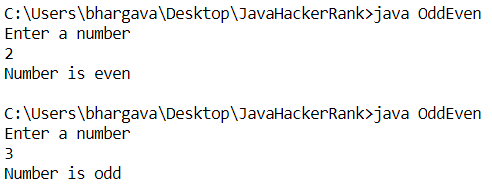 C:\Users\bhargava\Desktop\JavaHackerRank>java OddEven
Enter a number
2
Number is even
C:\Users\bhargava\Desktop\JavaHackerRank>java OddEven
Enter a number
3
Number is odd